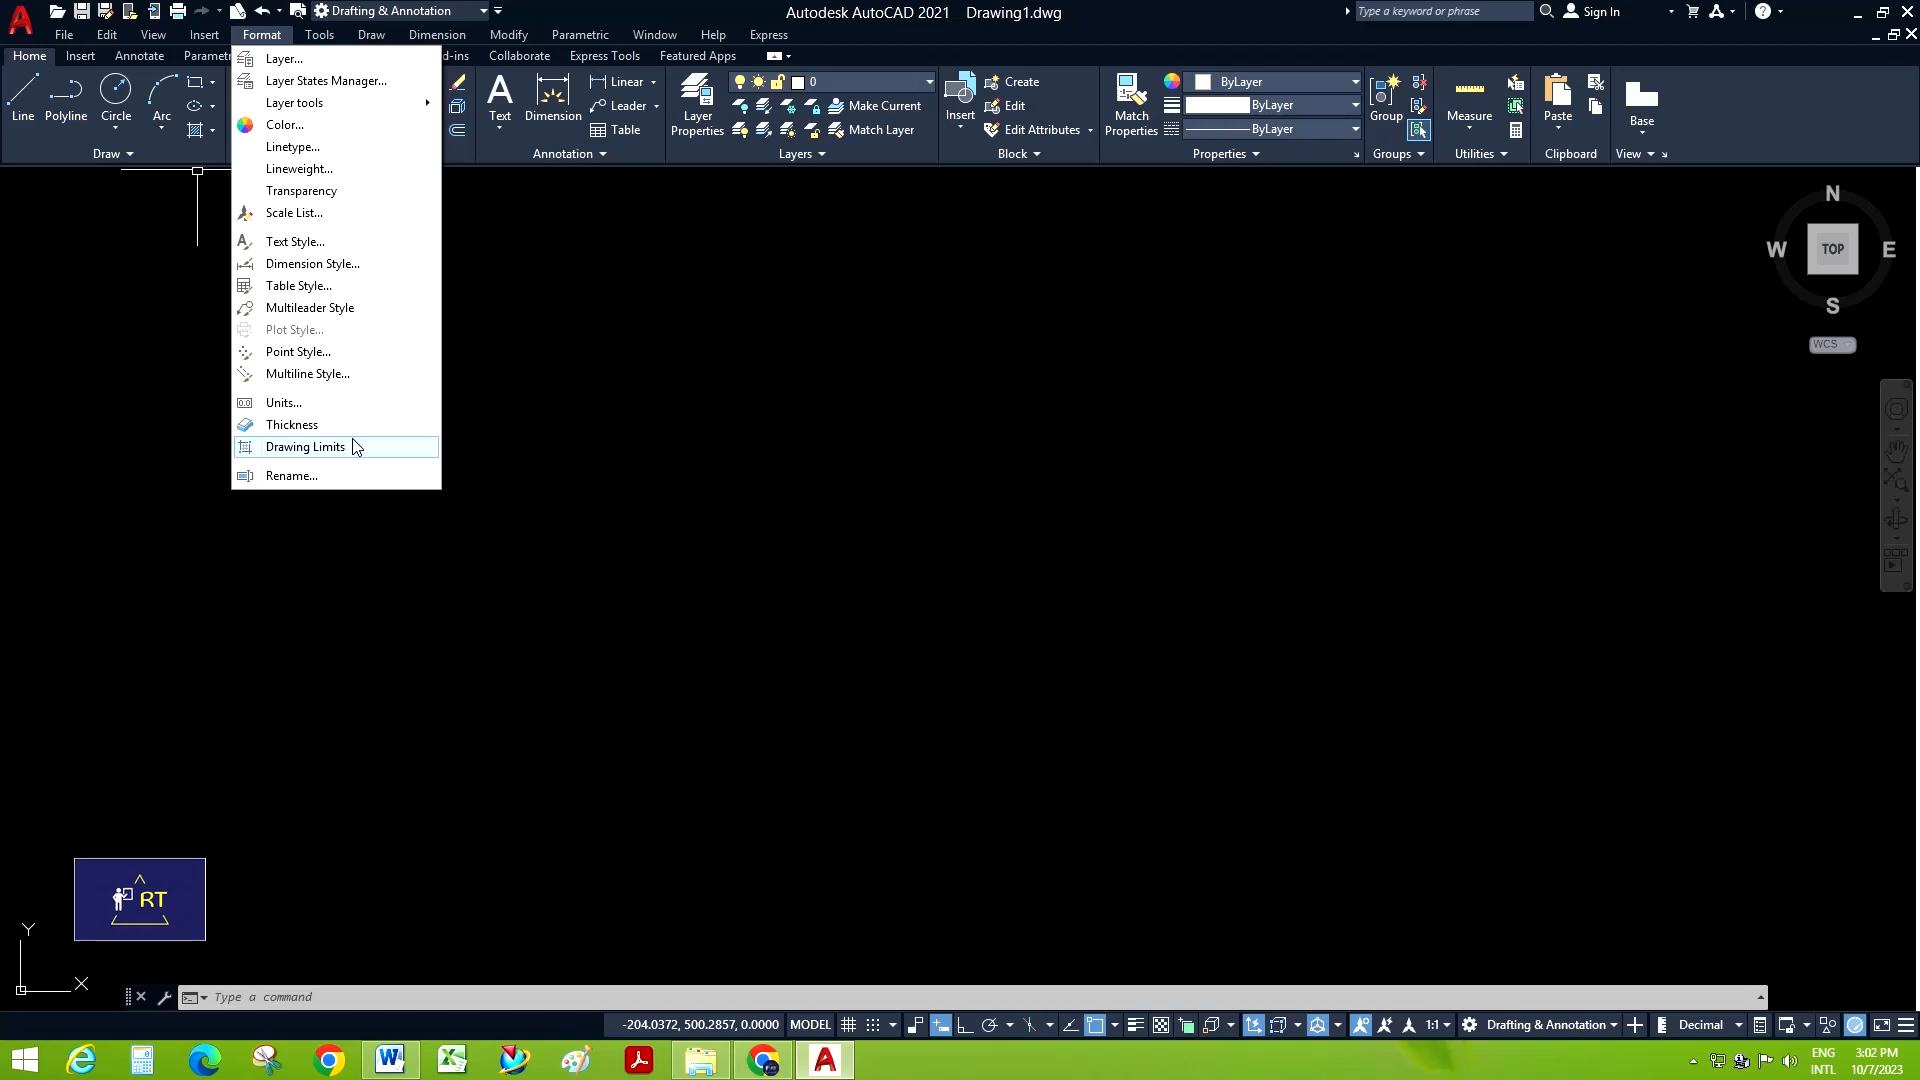 Drafting & Annotation
Autodesk AutoCAD 2021 Drawing1.dwg
Type a keyword or phrase
Sign In
File Edit View Insert Format Tools Draw Dimension Modify Parametric Window Help Express
Home Insert Annotate Parametr d-ins Collaborate Express Tools Featured Apps
Line
Polyline
Circle
Arc
Draw
Layer...
Layer States Manager...
Layer tools
Color...
Linetype...
Lineweight...
Transparency
Scale List...
Text Style...
Dimension Style...
Table Style...
Multileader Style
Plot Style...
Point Style...
Multiline Style...
Units...
Thickness
Drawing Limits
Rename...
Text
Dimension
Linear
Leader
Table
Annotation
Layer
Properties
0
Make Current
Match Layer
Layers
Insert
Create
Edit
Edit Attributes
Block
Match
Properties
ByLayer
ByLayer
ByLayer
Properties
Group
Groups
Measure
Utilities
Paste
Clipboard
Base
View
N
W TOP E
S
WCS
RT
Y
X
Type a command
-204.0372, 500.2857, 0.0000 MODEL 1:1 Drafting & Annotation Decimal
ENG
INTL
3:02 PM
10/7/2023